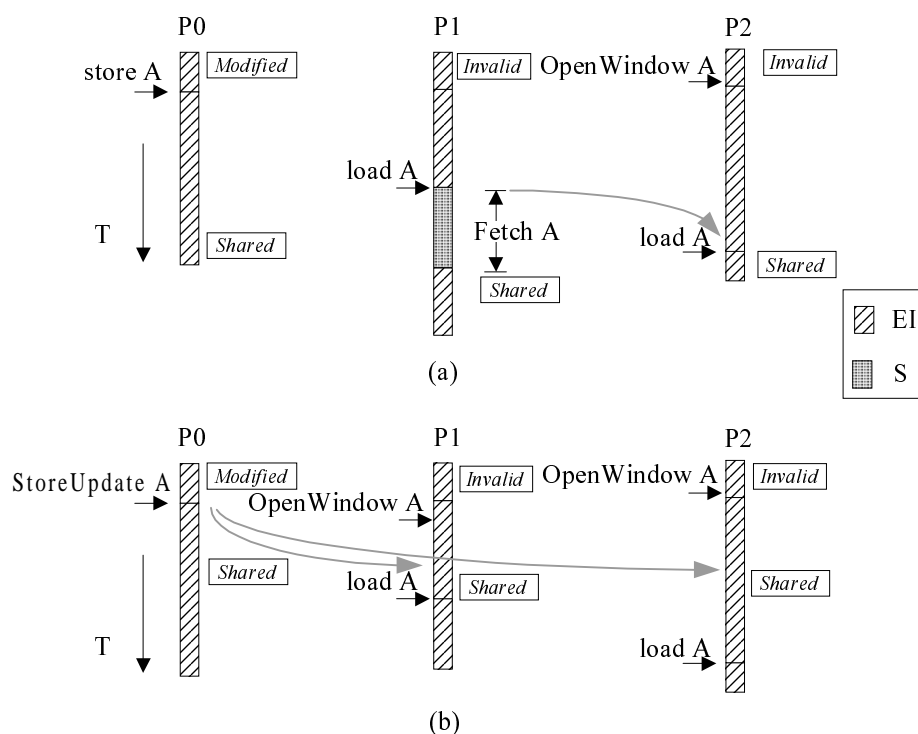 P0 P1 P2
store A
Modified
Invalid
OpenWindow A
Invalid
load A
T
Fetch A
load A
Shared
Shared
Shared
EI
S
(a)
P0 P1 P2
StoreUpdate A
Modified
OpenWindow A
Invalid
OpenWindow A
Invalid
Shared
load A
Shared
Shared
T
load A
(b)